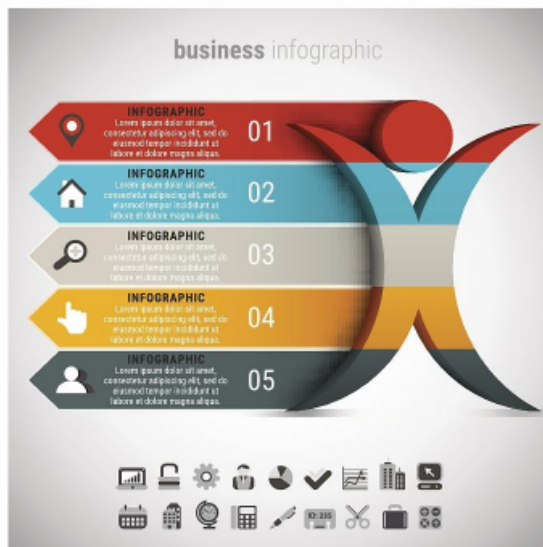 business infographic
INFOGRAPHIC
Lorem ipsum dolor sit amet,
consectetur adipiscing elit, sed do
eiusmod tempor incididunt ut
labore et dolore magna aliqua.
01
INFOGRAPHIC
Lorem ipsum dolor sit amet,
consectetur adipiscing elit, sed do
eiusmod tempor incididunt ut
labore et dolore magna aliqua.
02
INFOGRAPHIC
Lorem ipsum dolor sit amet,
consectetur adipiscing elit, sed do
eiusmod tempor incididunt ut
labore et dolore magna aliqua.
03
INFOGRAPHIC
Lorem ipsum dolor sit amet,
consectetur adipiscing elit, sed do
eiusmod tempor incididunt ut
labore et dolore magna aliqua.
04
INFOGRAPHIC
Lorem ipsum dolor sit amet,
consectetur adipiscing elit, sed do
eiusmod tempor incididunt ut
labore et dolore magna aliqua.
05
ID: 235